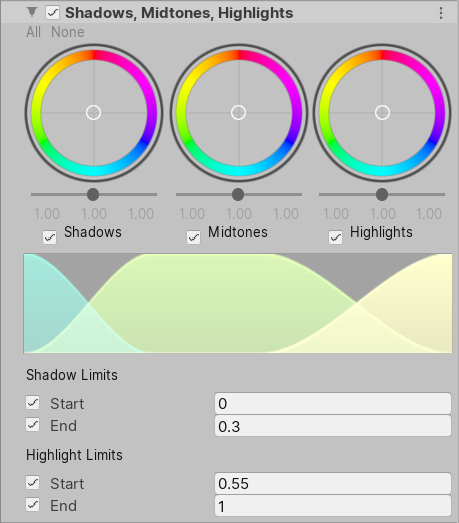 Shadows, Midtones, Highlights
All None
1.00 1.00 1.00 1.00 1.00 1.00 1.00 1.00 1.00
Shadows Midtones Highlights
Shadow Limits
Start 0
End 0.3
Highlight Limits
Start 0.55
End 1